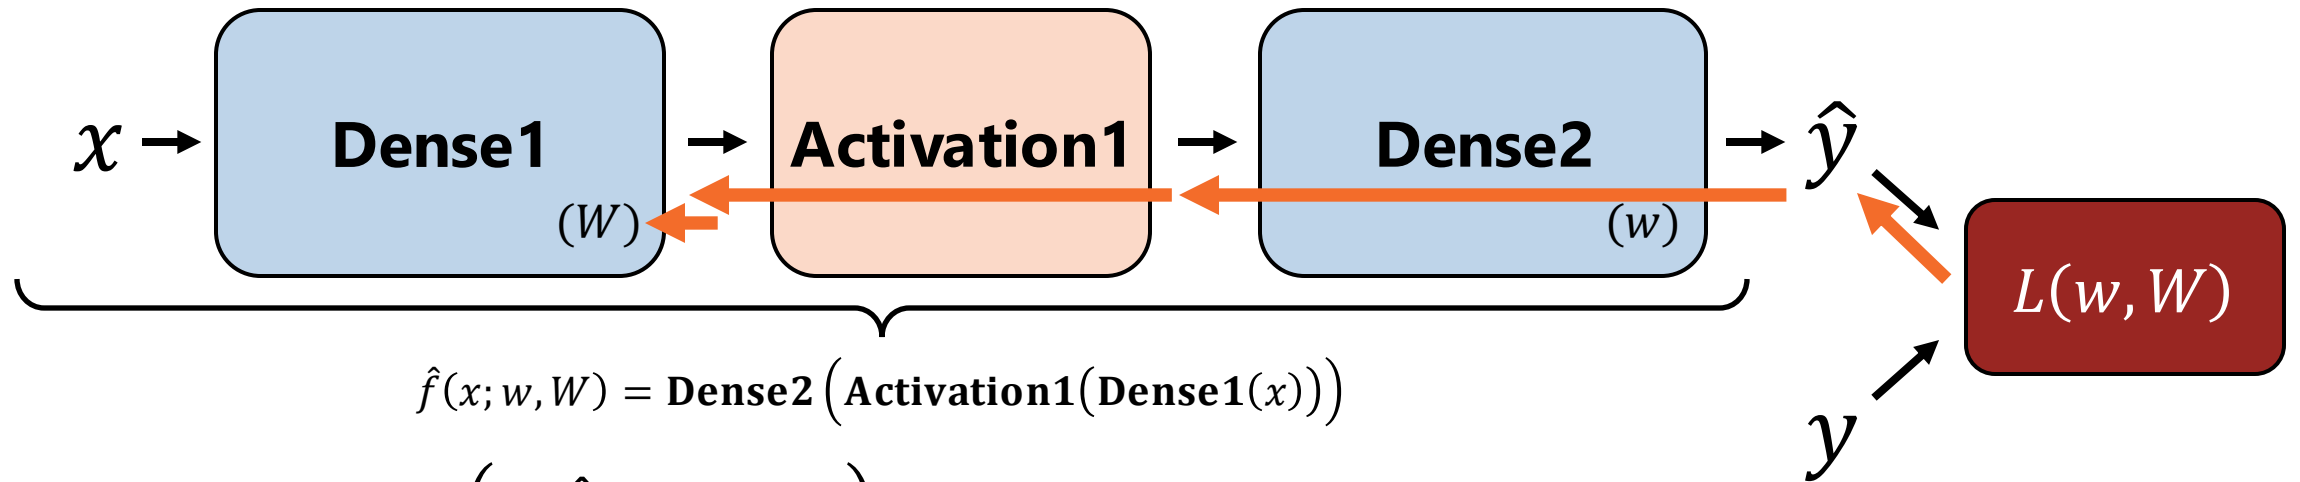 x Dense1 Activation1 Dense2 ŷ
(W) (w)
L(w, W)
f̂(x; w, W) = Dense2(Activation1(Dense1(x)))
y